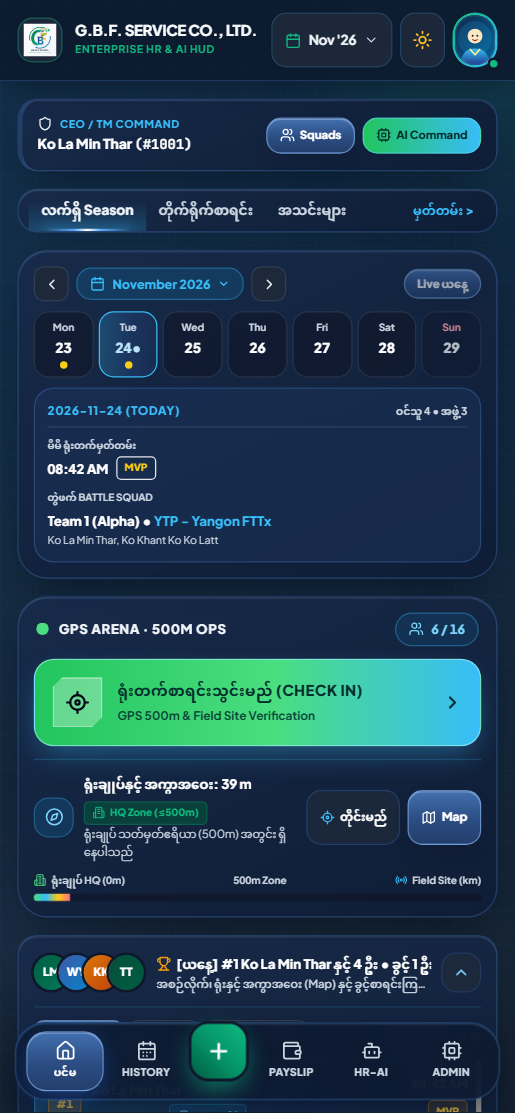 G.B.F. SERVICE CO., LTD.
ENTERPRISE HR & AI HUD
Nov '26
CEO / TM COMMAND
Ko La Min Thar (#1001)
Squads
AI Command
လက်ရှိ Season
တိုက်ရိုက်စာရင်း
အသင်းများ
မှတ်တမ်း >
November 2026
Live ယနေ့
Mon
23
Tue
24
Wed
25
Thu
26
Fri
27
Sat
28
Sun
29
2026-11-24 (TODAY)
ဝင်သူ 4 • အဖွဲ့ 3
မိမိ ရုံးတက်မှတ်တမ်း
08:42 AM MVP
တွဲဖက် BATTLE SQUAD
Team 1 (Alpha) • YTP - Yangon FTTx
Ko La Min Thar, Ko Khant Ko Ko Latt
GPS ARENA · 500M OPS
6 / 16
ရုံးတက်စာရင်းသွင်းမည် (CHECK IN)
GPS 500m & Field Site Verification
ရုံးချုပ်နှင့် အကွာအဝေး: 39 m
HQ Zone (≤500m)
ရုံးချုပ် သတ်မှတ်ဧရိယာ (500m) အတွင်း ရှိ
နေပါသည်
တိုင်းမည်
Map
ရုံးချုပ် HQ (0m)
500m Zone
Field Site (km)
TT
[ယနေ့] #1 Ko La Min Thar နှင့် 4 ဦး • ခွင့် 1 ဦး
အစဉ်လိုက်၊ ရုံးနှင့် အကွာအဝေး (Map) နှင့် ခွင့်စာရင်းကြ...
ပင်မ
HISTORY
PAYSLIP
HR-AI
ADMIN
#1